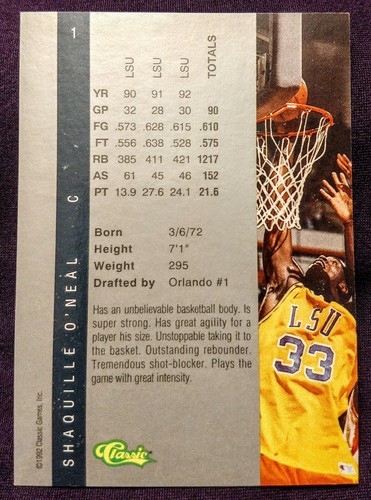 1
SHAQUILLE O'NEAL C
LSU LSU LSU TOTALS
YR 90 91 92
GP 32 28 30 90
FG .573 .628 .615 .610
FT .556 .638 .528 .575
RB 385 411 421 1217
AS 61 45 46 152
PT 13.9 27.6 24.1 21.6
Born 3/6/72
Height 7'1"
Weight 295
Drafted by Orlando #1
Has an unbelievable basketball body. Is
super strong. Has great agility for a
player his size. Unstoppable taking it to
the basket. Outstanding rebounder.
Tremendous shot-blocker. Plays the
game with great intensity.
Classic
©1992 Classic Games, Inc.
LSU
33